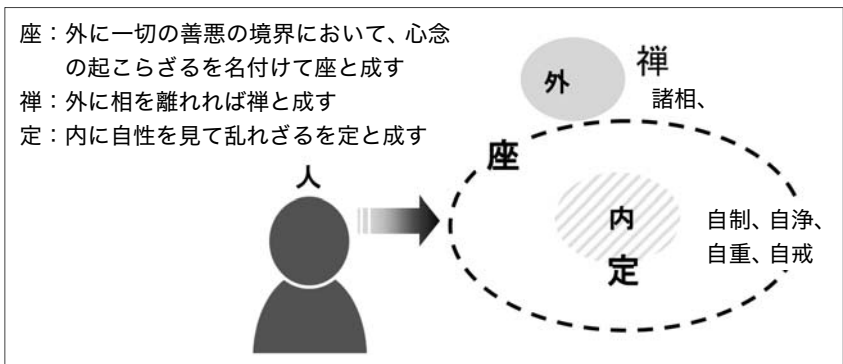 座：外に一切の善悪の境界において、心念
の起こらざるを名付けて座と成す
禅：外に相を離れれば禅と成す
定：内に自性を見て乱れざるを定と成す
人
外
禅
諸相、
座
内
定
自制、自浄、
自重、自戒